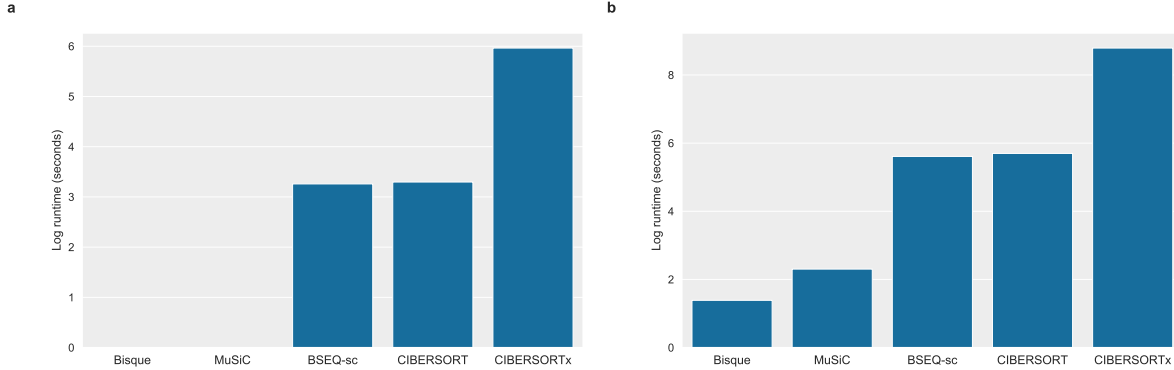 a
Log runtime (seconds)
6
5
4
3
2
1
0
Bisque MuSiC BSEQ-sc CIBERSORT CIBERSORTx
b
Log runtime (seconds)
8
6
4
2
0
Bisque MuSiC BSEQ-sc CIBERSORT CIBERSORTx